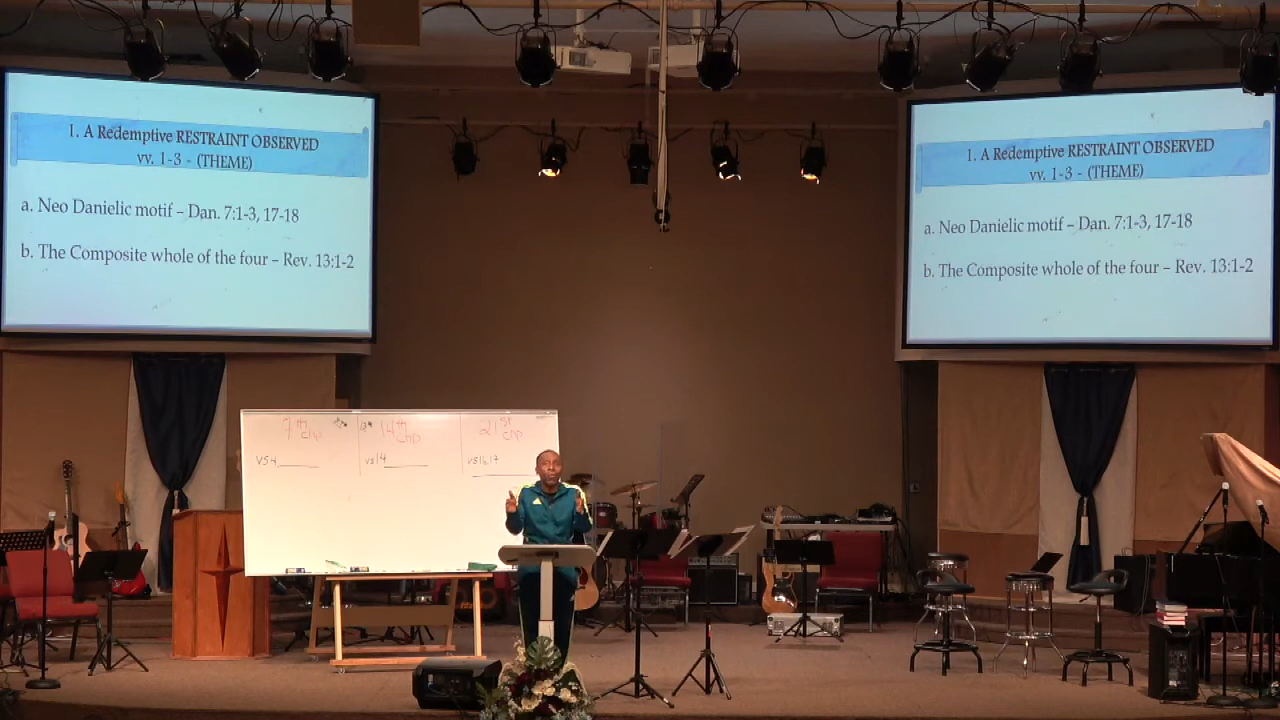 1. A Redemptive RESTRAINT OBSERVED
vv. 1-3 - (THEME)
a. Neo Danielic motif – Dan. 7:1-3, 17-18
b. The Composite whole of the four – Rev. 13:1-2
1. A Redemptive RESTRAINT OBSERVED
vv. 1-3 - (THEME)
a. Neo Danielic motif – Dan. 7:1-3, 17-18
b. The Composite whole of the four – Rev. 13:1-2
7th chp
14th chp
21st chp
vs 4
vs 14
vs 16,17